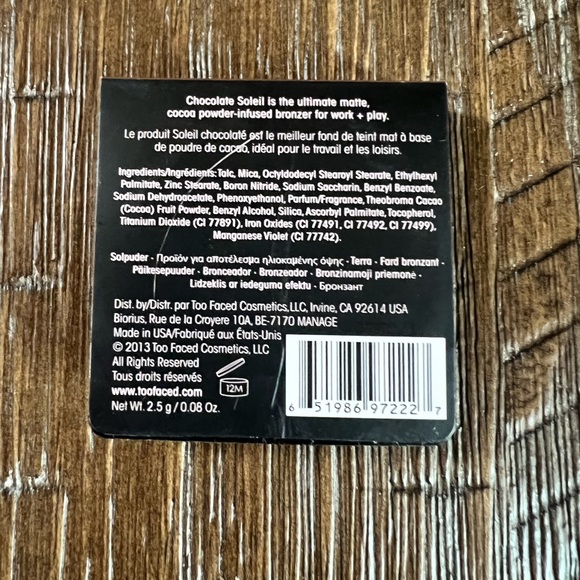 Chocolate Soleil is the ultimate matte,
cocoa powder-infused bronzer for work + play.
Le produit Soleil chocolaté est le meilleur fond de teint mat à base
de poudre de cacao, idéal pour le travail et les loisirs.
Ingredients/Ingrédients: Talc, Mica, Octyldodecyl Stearoyl Stearate, Ethylhexyl
Palmitate, Zinc Stearate, Boron Nitride, Sodium Saccharin, Benzyl Benzoate,
Sodium Dehydroacetate, Phenoxyethanol, Parfum/Fragrance, Theobroma Cacao
(Cocoa) Fruit Powder, Benzyl Alcohol, Silica, Ascorbyl Palmitate, Tocopherol,
Titanium Dioxide (CI 77891), Iron Oxides (CI 77491, CI 77492, CI 77499),
Manganese Violet (CI 77742).
Solpuder - Προϊόν για αποτέλεσμα ηλιοκαμένης όψης - Terra - Fard bronzant -
Päikesepuuder - Bronceador - Bronzeador - Bronzinamoji priemonė -
Lidzeklis ar iedeguma efektu - Бронзант
Dist. by/Distr. par Too Faced Cosmetics, LLC, Irvine, CA 92614 USA
Biorius, Rue de la Croyere 10A, BE-7170 MANAGE
Made in USA/Fabriqué aux États-Unis
© 2013 Too Faced Cosmetics, LLC
All Rights Reserved
Tous droits réservés
www.toofaced.com
Net Wt. 2.5 g / 0.08 Oz.
12M
6 51986 97222 7